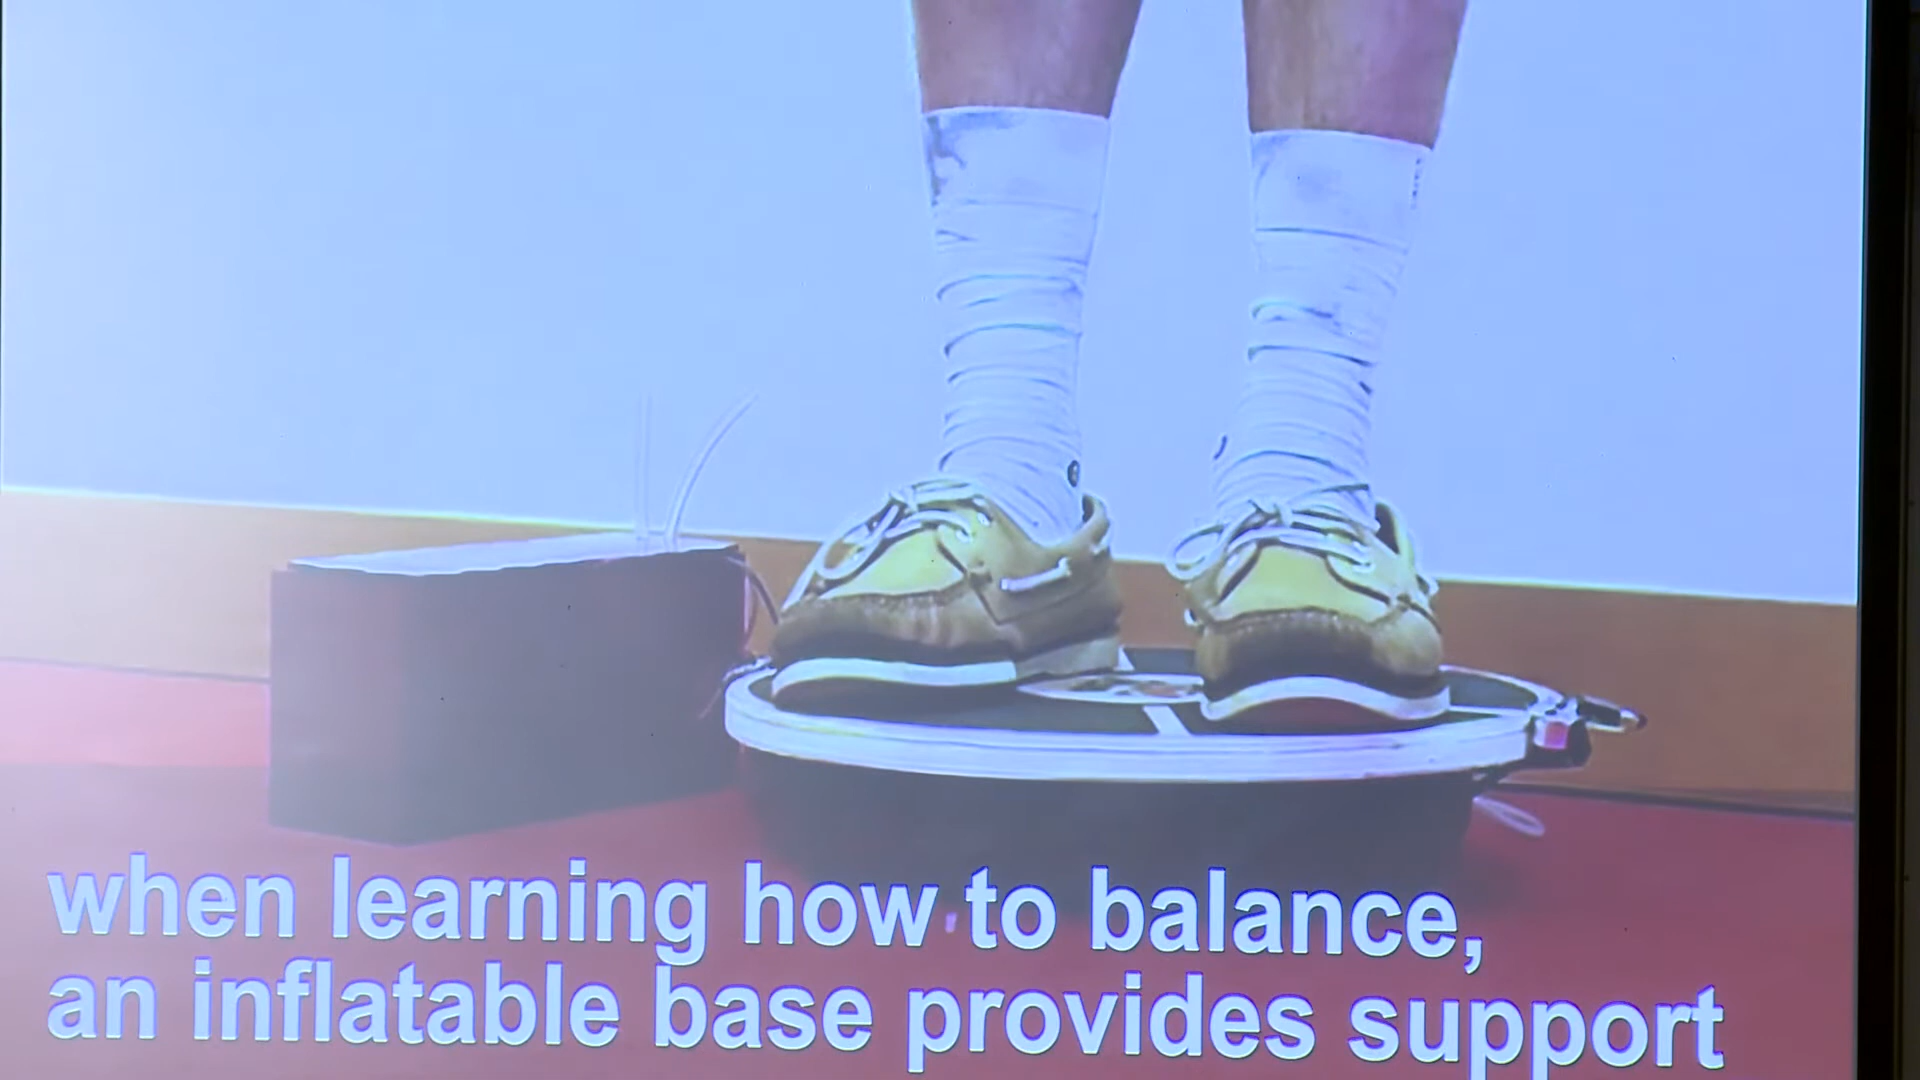 when learning how to balance,
an inflatable base provides support